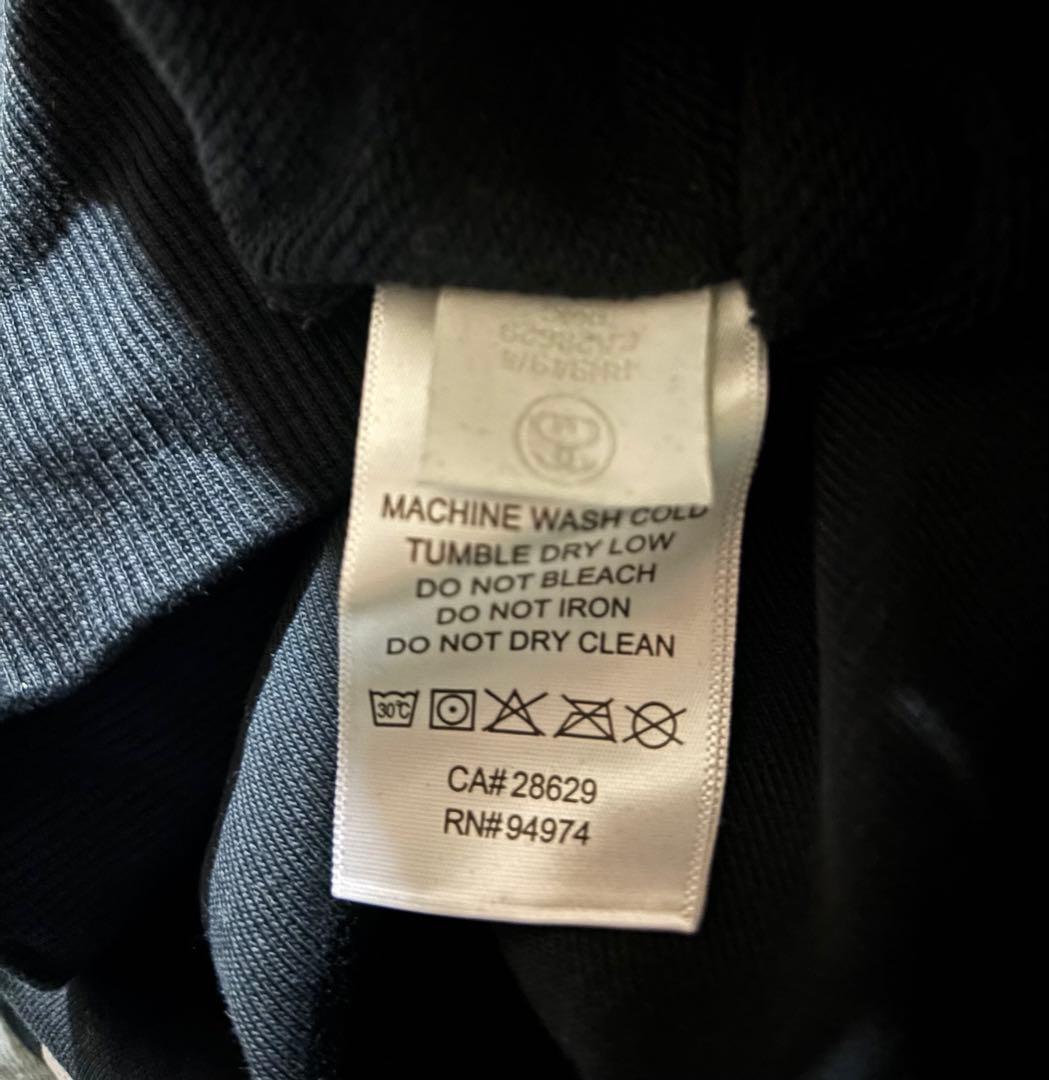 MACHINE WASH COLD
TUMBLE DRY LOW
DO NOT BLEACH
DO NOT IRON
DO NOT DRY CLEAN
30°C
CA# 28629
RN# 94974